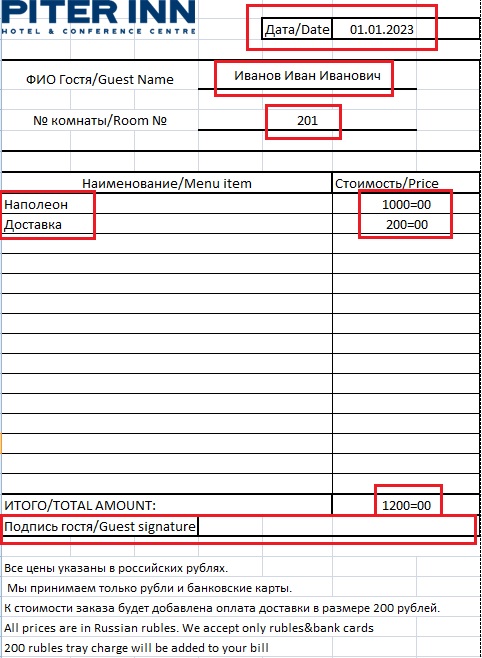 PITER INN
HOTEL & CONFERENCE CENTRE
Дата/Date 01.01.2023
ФИО Гостя/Guest Name Иванов Иван Иванович
№ комнаты/Room № 201
Наименование/Menu item Стоимость/Price
Наполеон 1000=00
Доставка 200=00
ИТОГО/TOTAL AMOUNT: 1200=00
Подпись гостя/Guest signature
Все цены указаны в российских рублях.
Мы принимаем только рубли и банковские карты.
К стоимости заказа будет добавлена оплата доставки в размере 200 рублей.
All prices are in Russian rubles. We accept only rubles&bank cards
200 rubles tray charge will be added to your bill